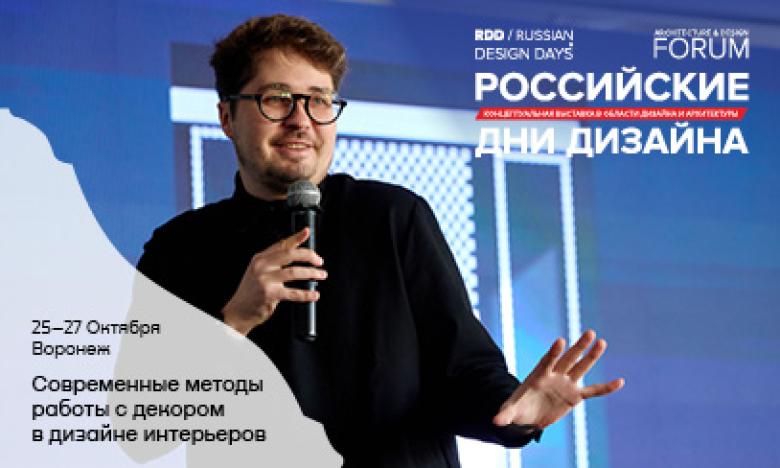 RDD / RUSSIAN
DESIGN DAYS
ARCHITECTURE & DESIGN
FORUM
РОССИЙСКИЕ
КОНЦЕПТУАЛЬНАЯ ВЫСТАВКА В ОБЛАСТИ ДИЗАЙНА И АРХИТЕКТУРЫ
ДНИ ДИЗАЙНА
25–27 Октября
Воронеж
Современные методы
работы с декором
в дизайне интерьеров